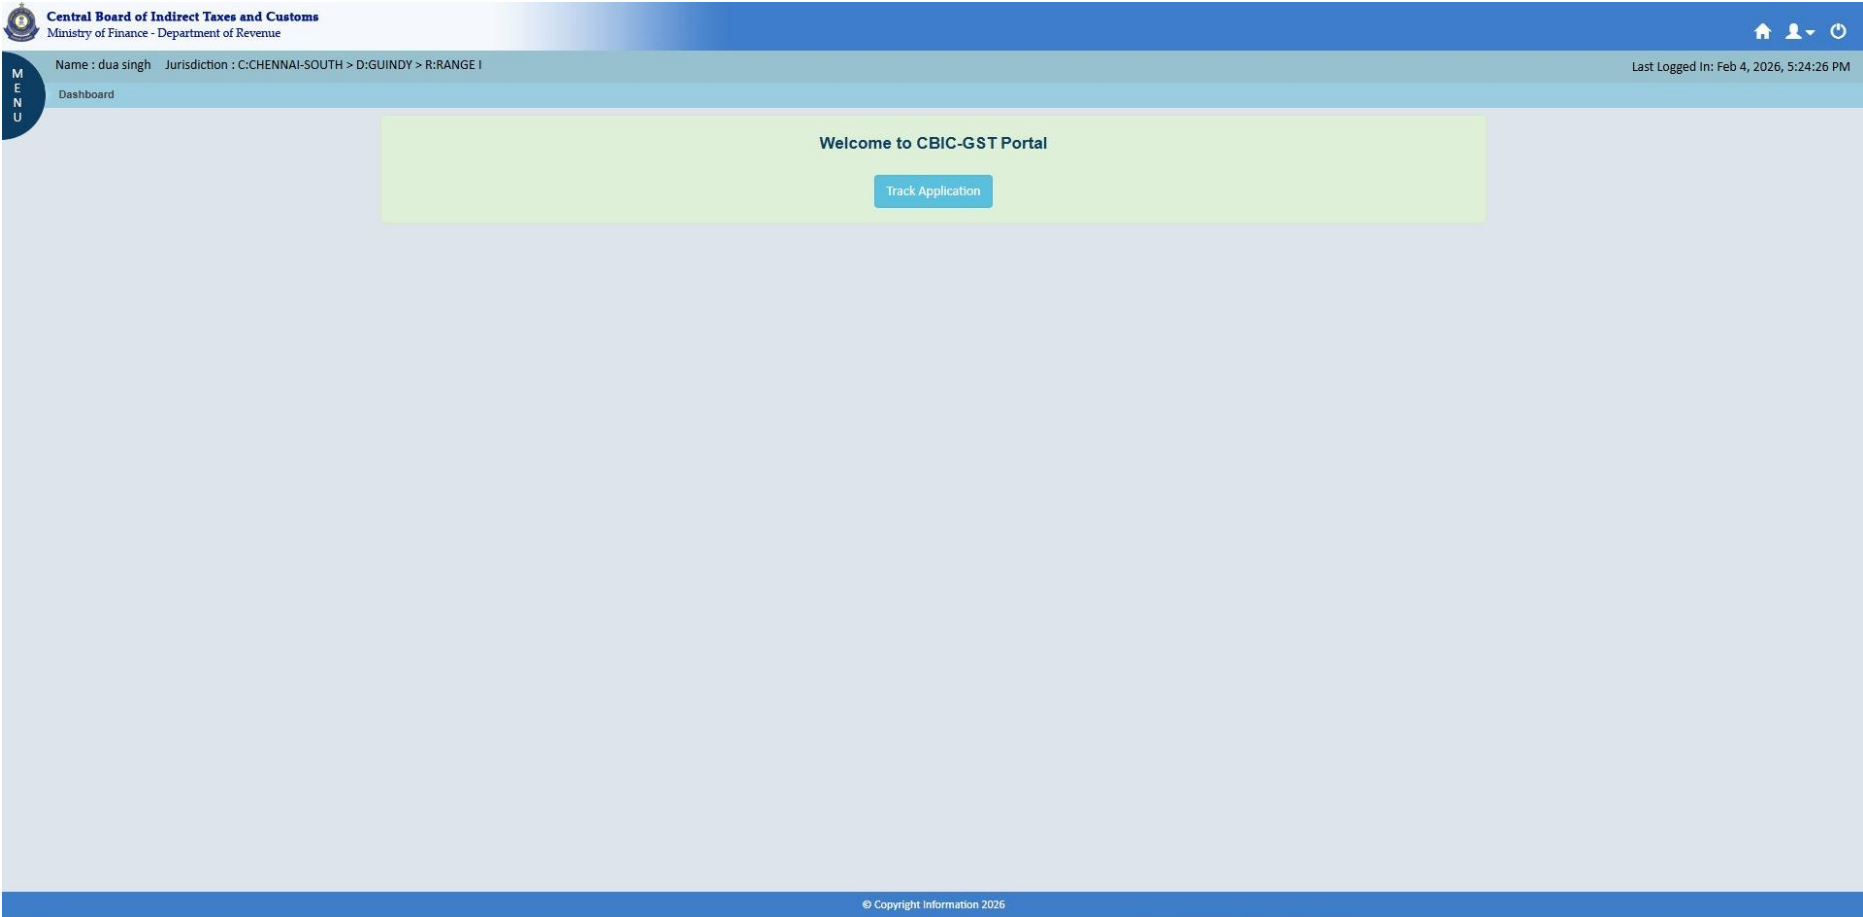 Central Board of Indirect Taxes and Customs
Ministry of Finance - Department of Revenue
Name : dua singh Jurisdiction : C:CHENNAI-SOUTH > D:GUINDY > R:RANGE I
Last Logged In: Feb 4, 2026, 5:24:26 PM
MENU
Dashboard
Welcome to CBIC-GST Portal
Track Application
© Copyright Information 2026